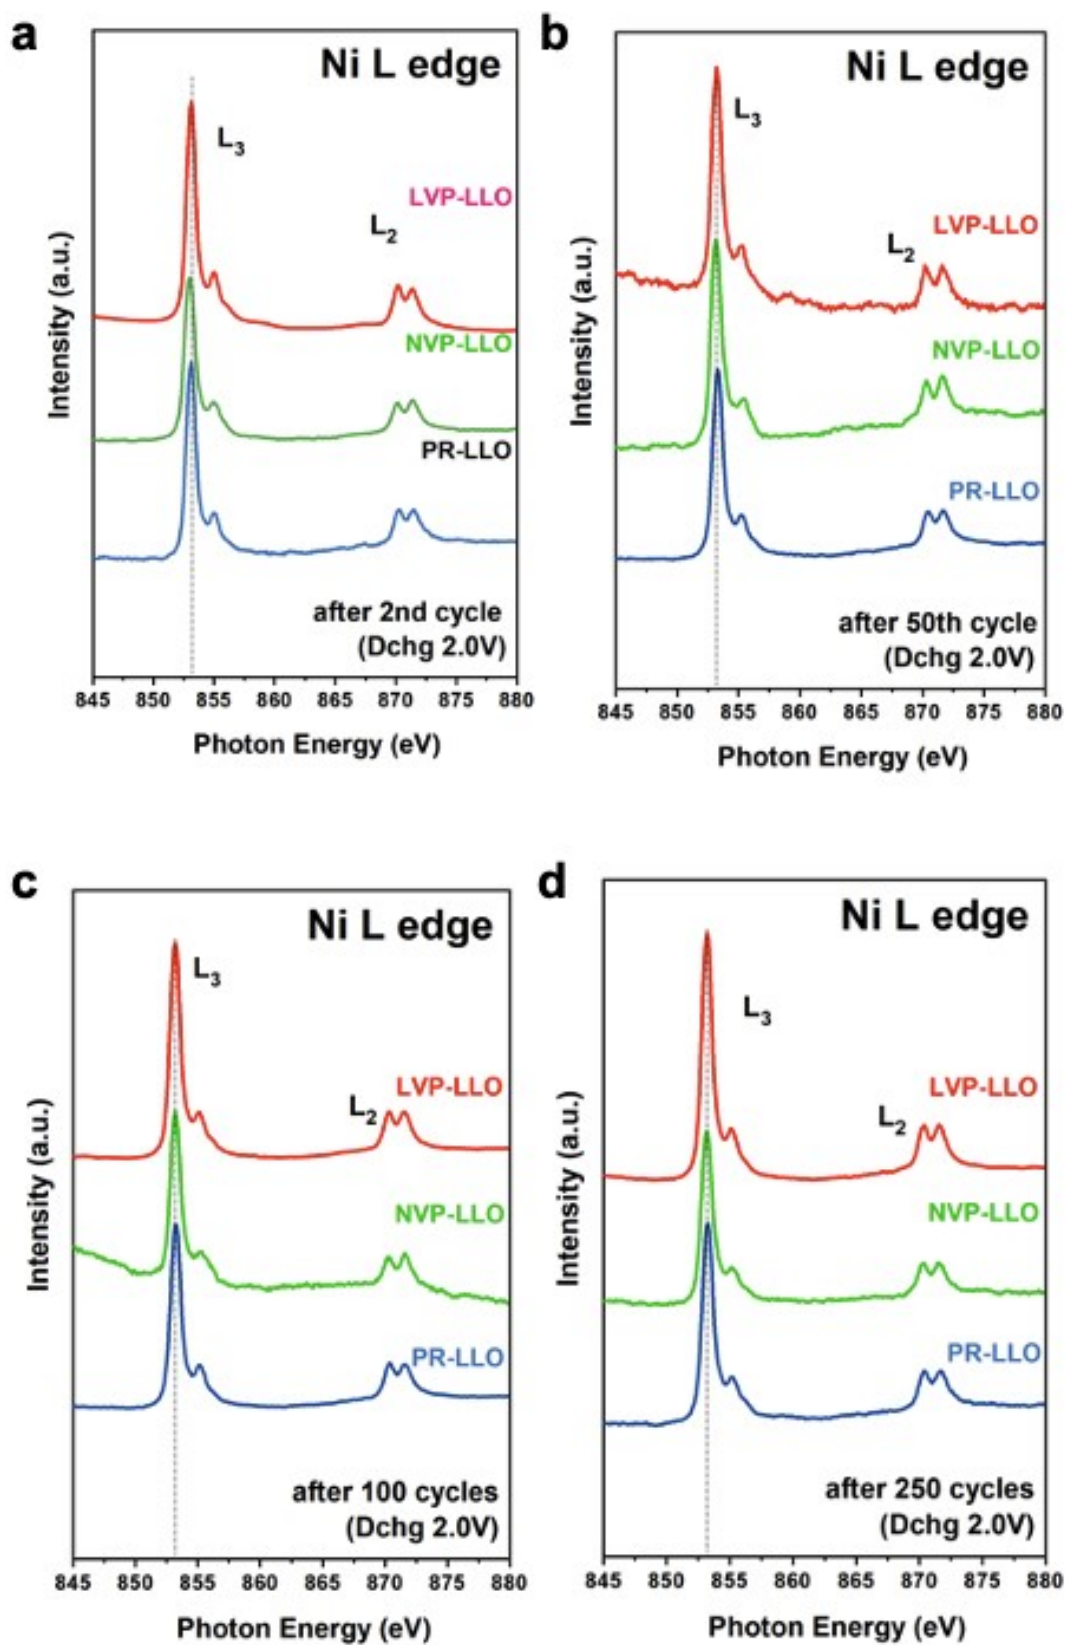 a
Ni L edge
L3
LVP-LLO
L2
NVP-LLO
PR-LLO
after 2nd cycle
(Dchg 2.0V)
Intensity (a.u.)
845 850 855 860 865 870 875 880
Photon Energy (eV)
b
Ni L edge
L3
LVP-LLO
L2
NVP-LLO
PR-LLO
after 50th cycle
(Dchg 2.0V)
Intensity (a.u.)
845 850 855 860 865 870 875 880
Photon Energy (eV)
c
Ni L edge
L3
LVP-LLO
L2
NVP-LLO
PR-LLO
after 100 cycles
(Dchg 2.0V)
Intensity (a.u.)
845 850 855 860 865 870 875 880
Photon Energy (eV)
d
Ni L edge
L3
LVP-LLO
L2
NVP-LLO
PR-LLO
after 250 cycles
(Dchg 2.0V)
Intensity (a.u.)
845 850 855 860 865 870 875 880
Photon Energy (eV)